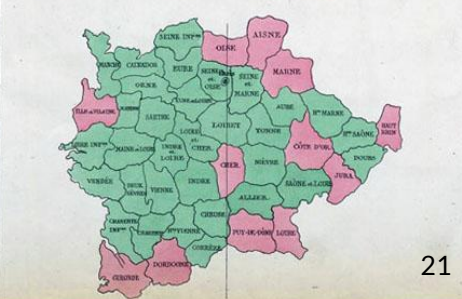 AISNE
SEINE INFre
OISE
MANCHE
CALVADOS
EURE
SEINE et OISE
SEINE et MARNE
MARNE
ORNE
EURE et LOIR
AUBE
Hte MARNE
ILLE et VILAINE
MAYENNE
SARTHE
LOIRET
YONNE
HAUT RHIN
Hte SAÔNE
LOIR et CHER
CÔTE D'OR
DOUBS
MAINE et LOIRE
INDRE et LOIRE
CHER
NIÈVRE
JURA
VENDÉE
DEUX SÈVRES
VIENNE
INDRE
SAÔNE et LOIRE
ALLIER
CREUSE
CHARENTE INFre
CHARENTE
Hte VIENNE
PUY-DE-DÔME
LOIRE
CORRÈZE
GIRONDE
DORDOGNE
21